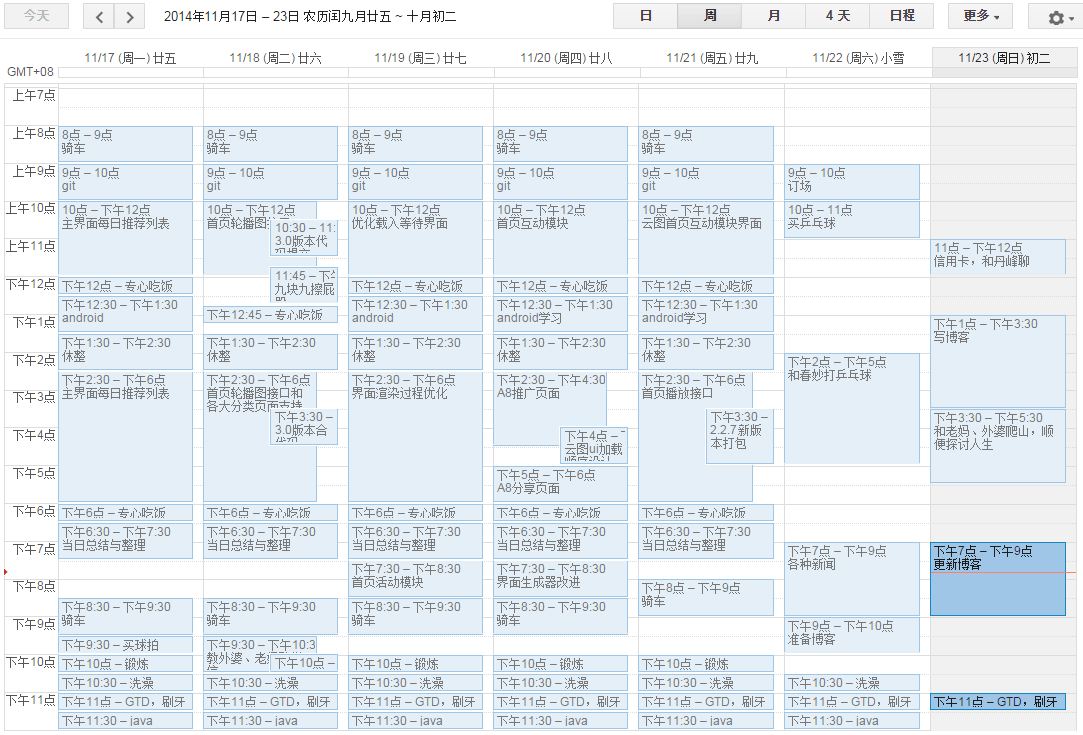 今天
2014年11月17日 – 23日 农历闰九月廿五 ~ 十月初二
日
周
月
4 天
日程
更多
11/17 (周一) 廿五
11/18 (周二) 廿六
11/19 (周三) 廿七
11/20 (周四) 廿八
11/21 (周五) 廿九
11/22 (周六) 小雪
11/23 (周日) 初二
GMT+08
上午7点
上午8点
上午9点
上午10点
上午11点
下午12点
下午1点
下午2点
下午3点
下午4点
下午5点
下午6点
下午7点
下午8点
下午9点
下午10点
下午11点
8点 – 9点
骑车
9点 – 10点
git
10点 – 下午12点
主界面每日推荐列表
下午12点 – 专心吃饭
下午12:30 – 下午1:30
android
下午1:30 – 下午2:30
休整
下午2:30 – 下午6点
主界面每日推荐列表
下午6点 – 专心吃饭
下午6:30 – 下午7:30
当日总结与整理
下午8:30 – 下午9:30
骑车
下午9:30 – 买球拍
下午10点 – 锻炼
下午10:30 – 洗澡
下午11点 – GTD，刷牙
下午11:30 – java
8点 – 9点
骑车
9点 – 10点
git
10点 – 下午12点
首页轮播图
10:30 – 11:
3.0版本代
11:45 – 下午
九块九擦屁
下午12:45 – 专心吃饭
下午1:30 – 下午2:30
休整
下午2:30 – 下午6点
首页轮播图接口和
各大分类页面支持
下午3:30 –
3.0版本合
下午6点 – 专心吃饭
下午6:30 – 下午7:30
当日总结与整理
下午8:30 – 下午9:30
骑车
下午9:30 – 下午10:3
教外婆、老
下午10点 –
下午10:30 – 洗澡
下午11点 – GTD，刷牙
下午11:30 – java
8点 – 9点
骑车
9点 – 10点
git
10点 – 下午12点
优化载入等待界面
下午12点 – 专心吃饭
下午12:30 – 下午1:30
android
下午1:30 – 下午2:30
休整
下午2:30 – 下午6点
界面渲染过程优化
下午6点 – 专心吃饭
下午6:30 – 下午7:30
当日总结与整理
下午7:30 – 下午8:30
首页活动模块
下午8:30 – 下午9:30
骑车
下午10点 – 锻炼
下午10:30 – 洗澡
下午11点 – GTD，刷牙
下午11:30 – java
8点 – 9点
骑车
9点 – 10点
git
10点 – 下午12点
首页互动模块
下午12点 – 专心吃饭
下午12:30 – 下午1:30
android学习
下午1:30 – 下午2:30
休整
下午2:30 – 下午4:30
A8推广页面
下午4点 –
云图ui加载
顺序设计
下午5点 – 下午6点
A8分享页面
下午6点 – 专心吃饭
下午6:30 – 下午7:30
当日总结与整理
下午7:30 – 下午8:30
界面生成器改进
下午8:30 – 下午9:30
骑车
下午10点 – 锻炼
下午10:30 – 洗澡
下午11点 – GTD，刷牙
下午11:30 – java
8点 – 9点
骑车
9点 – 10点
git
10点 – 下午12点
云图首页互动模块界面
下午12点 – 专心吃饭
下午12:30 – 下午1:30
android学习
下午1:30 – 下午2:30
休整
下午2:30 – 下午6点
首页播放接口
下午3:30 –
2.2.7新版
本打包
下午6点 – 专心吃饭
下午6:30 – 下午7:30
当日总结与整理
下午8点 – 下午9点
骑车
下午10点 – 锻炼
下午10:30 – 洗澡
下午11点 – GTD，刷牙
下午11:30 – java
9点 – 10点
订场
10点 – 11点
买乒乓球
下午2点 – 下午5点
和春妙打乒乓球
下午7点 – 下午9点
各种新闻
下午9点 – 下午10点
准备博客
下午10:30 – 洗澡
下午11点 – GTD，刷牙
下午11:30 – java
11点 – 下午12点
信用卡，和丹峰聊
下午1点 – 下午3:30
写博客
下午3:30 – 下午5:30
和老妈、外婆爬山，顺
便探讨人生
下午7点 – 下午9点
更新博客
下午11点 – GTD，刷牙